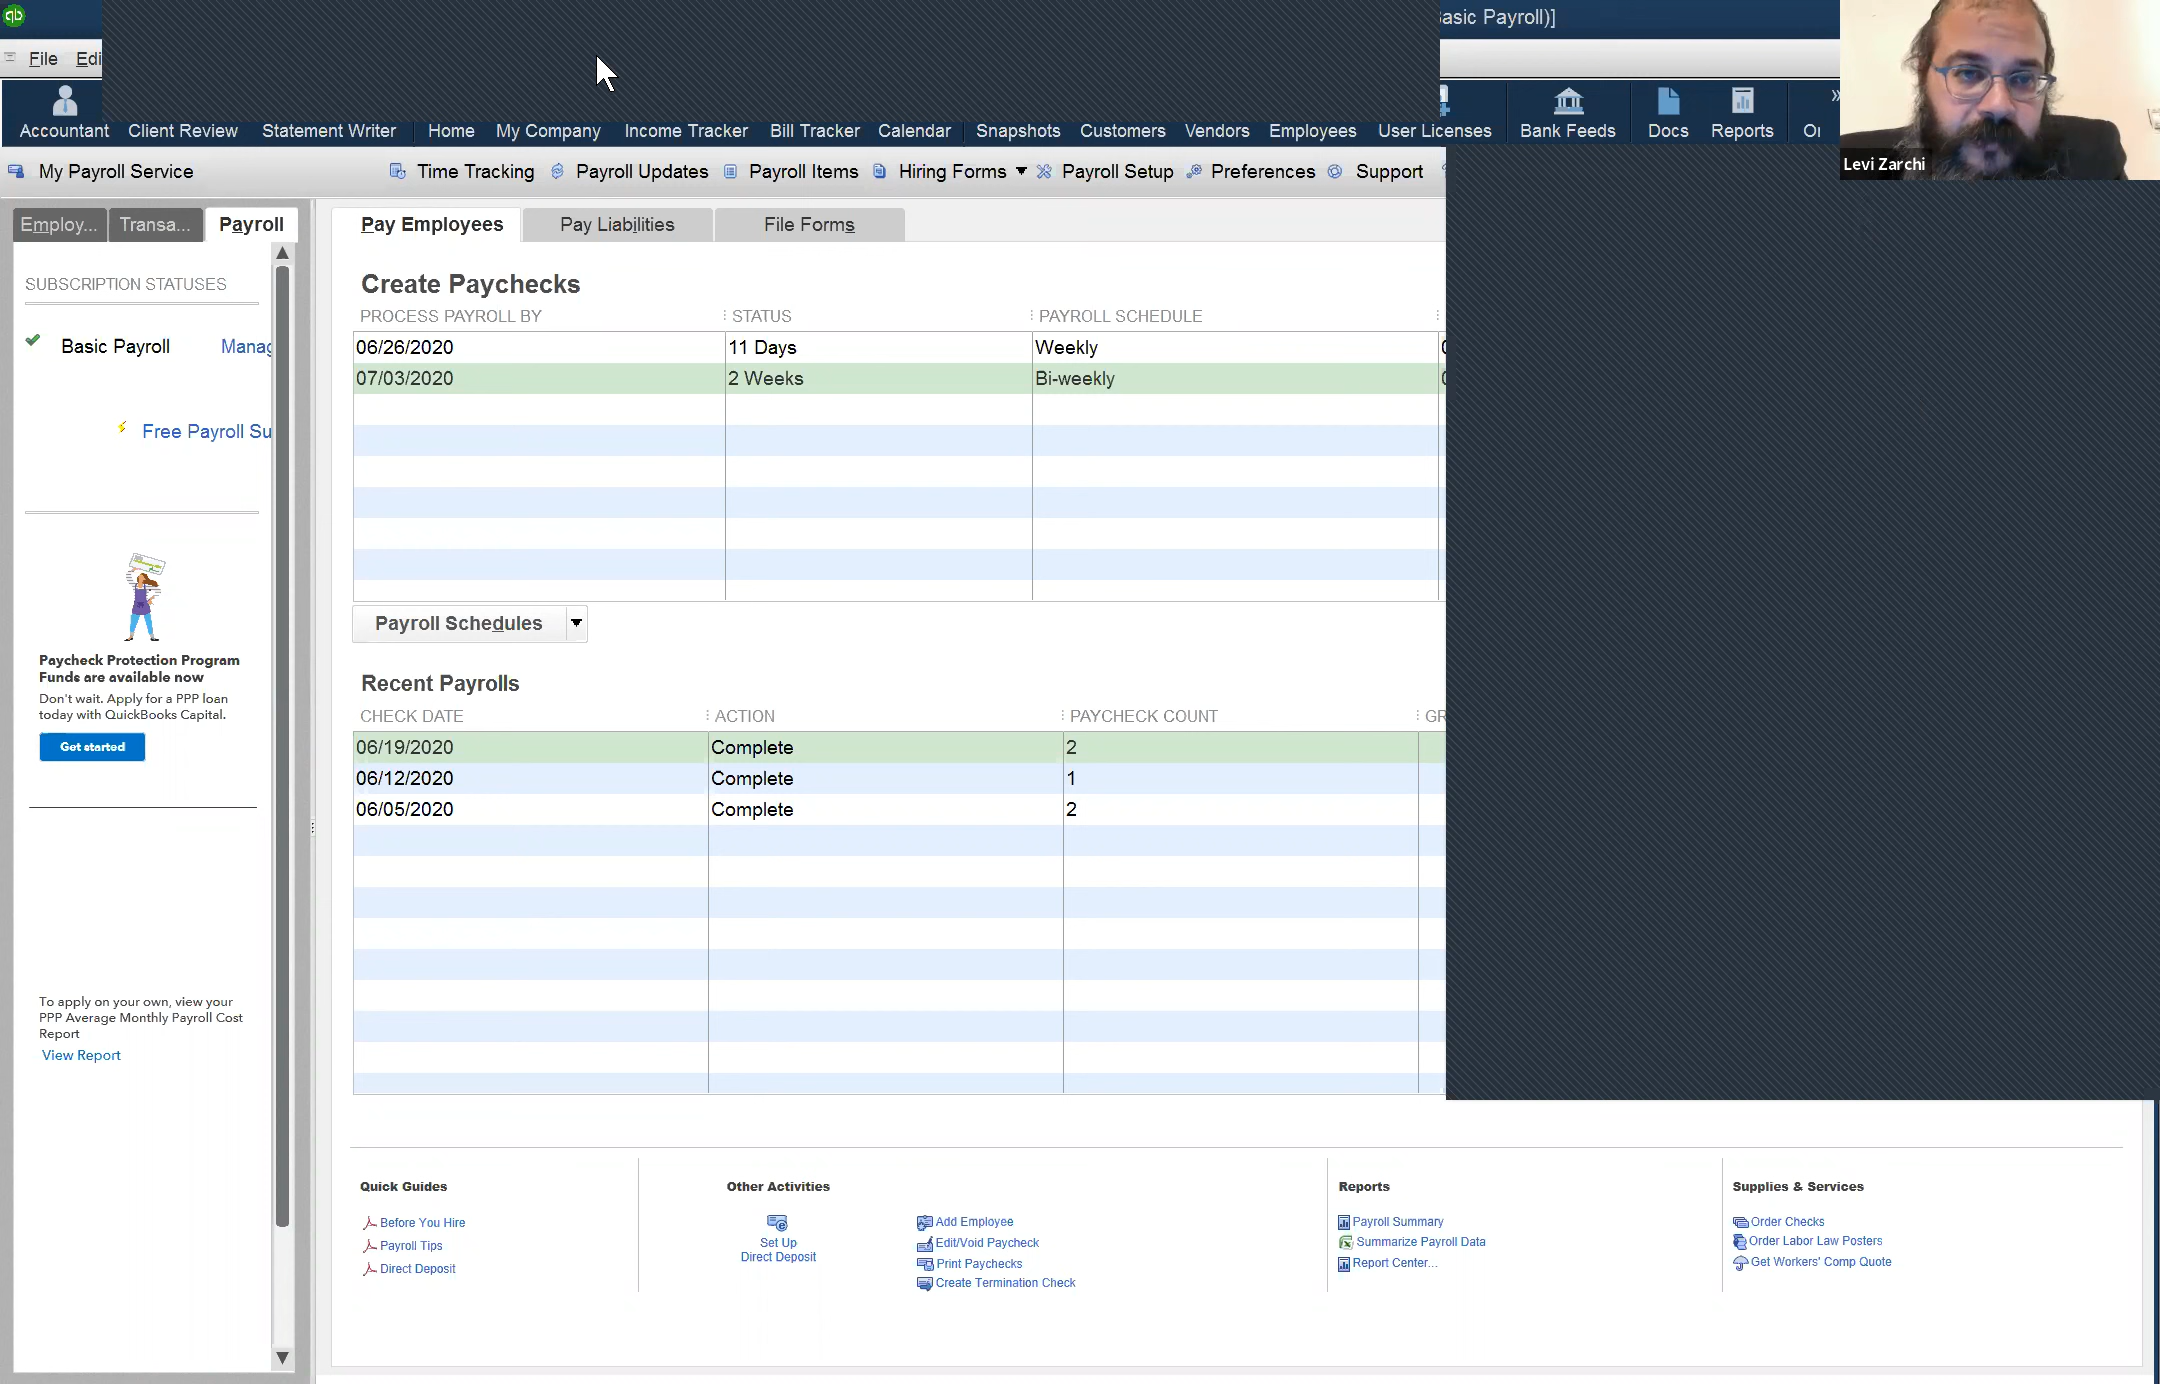 asic Payroll)]
File Edi
Accountant Client Review Statement Writer Home My Company Income Tracker Bill Tracker Calendar Snapshots Customers Vendors Employees User Licenses Bank Feeds Docs Reports
Levi Zarchi
My Payroll Service Time Tracking Payroll Updates Payroll Items Hiring Forms Payroll Setup Preferences Support
Employ... Transa... Payroll
SUBSCRIPTION STATUSES
Basic Payroll Manag
Free Payroll Su
Paycheck Protection Program
Funds are available now
Don't wait. Apply for a PPP loan
today with QuickBooks Capital.
Get started
To apply on your own, view your
PPP Average Monthly Payroll Cost
Report
View Report
Pay Employees Pay Liabilities File Forms
Create Paychecks
PROCESS PAYROLL BY STATUS PAYROLL SCHEDULE
06/26/2020 11 Days Weekly
07/03/2020 2 Weeks Bi-weekly
Payroll Schedules
Recent Payrolls
CHECK DATE ACTION PAYCHECK COUNT GR
06/19/2020 Complete 2
06/12/2020 Complete 1
06/05/2020 Complete 2
Quick Guides
Before You Hire
Payroll Tips
Direct Deposit
Other Activities
Set Up
Direct Deposit
Add Employee
Edit/Void Paycheck
Print Paychecks
Create Termination Check
Reports
Payroll Summary
Summarize Payroll Data
Report Center...
Supplies & Services
Order Checks
Order Labor Law Posters
Get Workers' Comp Quote